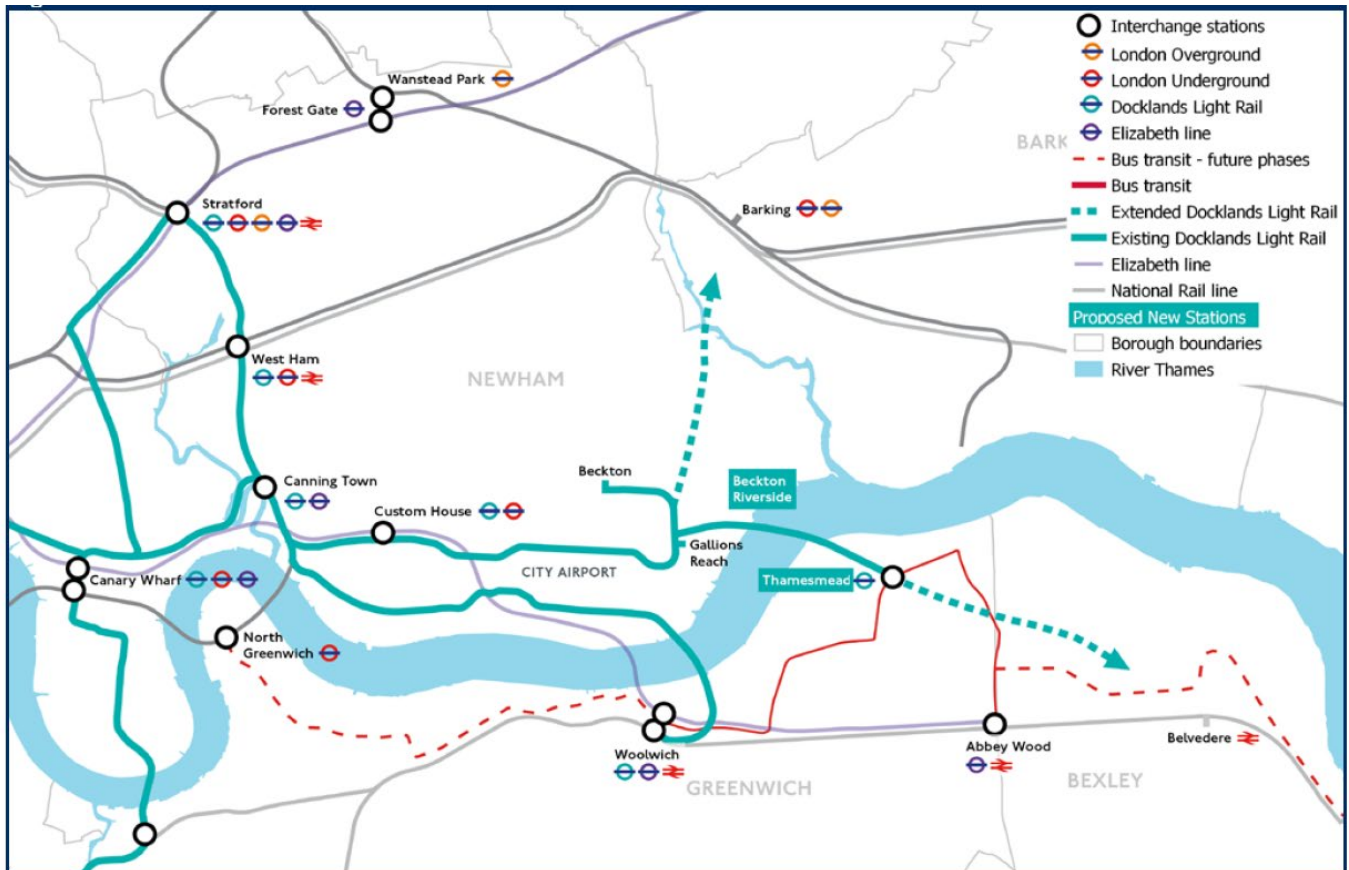 Wanstead Park
Forest Gate
Stratford
Barking
BARK
West Ham
NEWHAM
Canning Town
Custom House
Beckton
Beckton
Riverside
Gallions
Reach
CITY AIRPORT
Canary Wharf
Thamesmead
North
Greenwich
Woolwich
GREENWICH
Abbey Wood
BEXLEY
Belvedere
Interchange stations
London Overground
London Underground
Docklands Light Rail
Elizabeth line
Bus transit - future phases
Bus transit
Extended Docklands Light Rail
Existing Docklands Light Rail
Elizabeth line
National Rail line
Proposed New Stations
Borough boundaries
River Thames